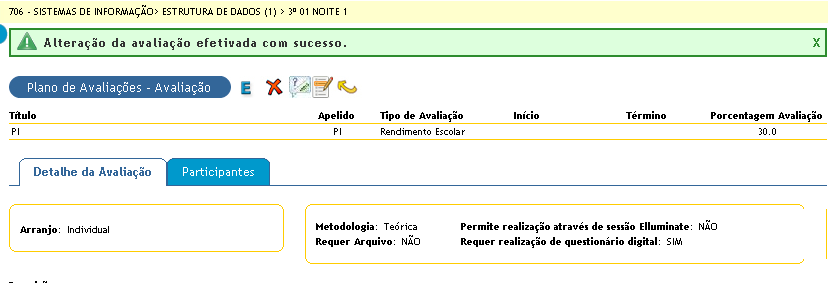 706 - SISTEMAS DE INFORMAÇÃO> ESTRUTURA DE DADOS (1) > 3º 01 NOITE 1
Alteração da avaliação efetivada com sucesso. X
Plano de Avaliações - Avaliação E
Título Apelido Tipo de Avaliação Início Término Porcentagem Avaliação
PI PI Rendimento Escolar 30.0
Detalhe da Avaliação Participantes
Arranjo: Individual
Metodologia: Teórica Permite realização através de sessão Elluminate: NÃO
Requer Arquivo: NÃO Requer realização de questionário digital: SIM